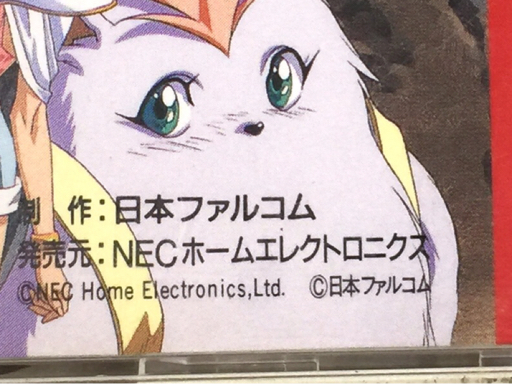 制 作:日本ファルコム
発売元:NECホームエレクトロニクス
©NEC Home Electronics,Ltd. ©日本ファルコム